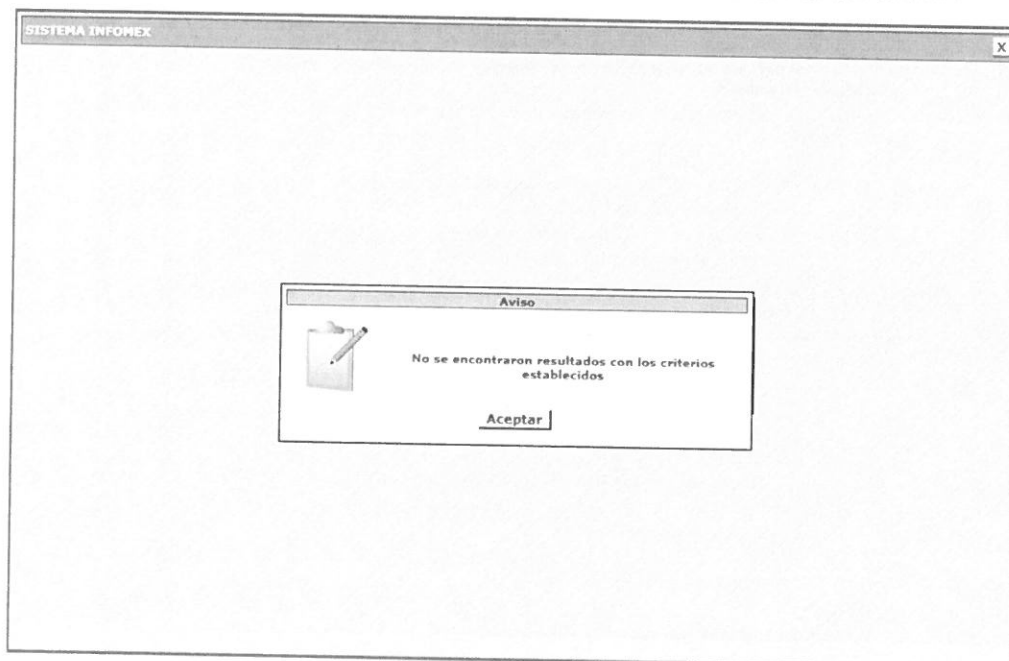 SISTEMA INFOMEX
X
Aviso
No se encontraron resultados con los criterios
establecidos
Aceptar